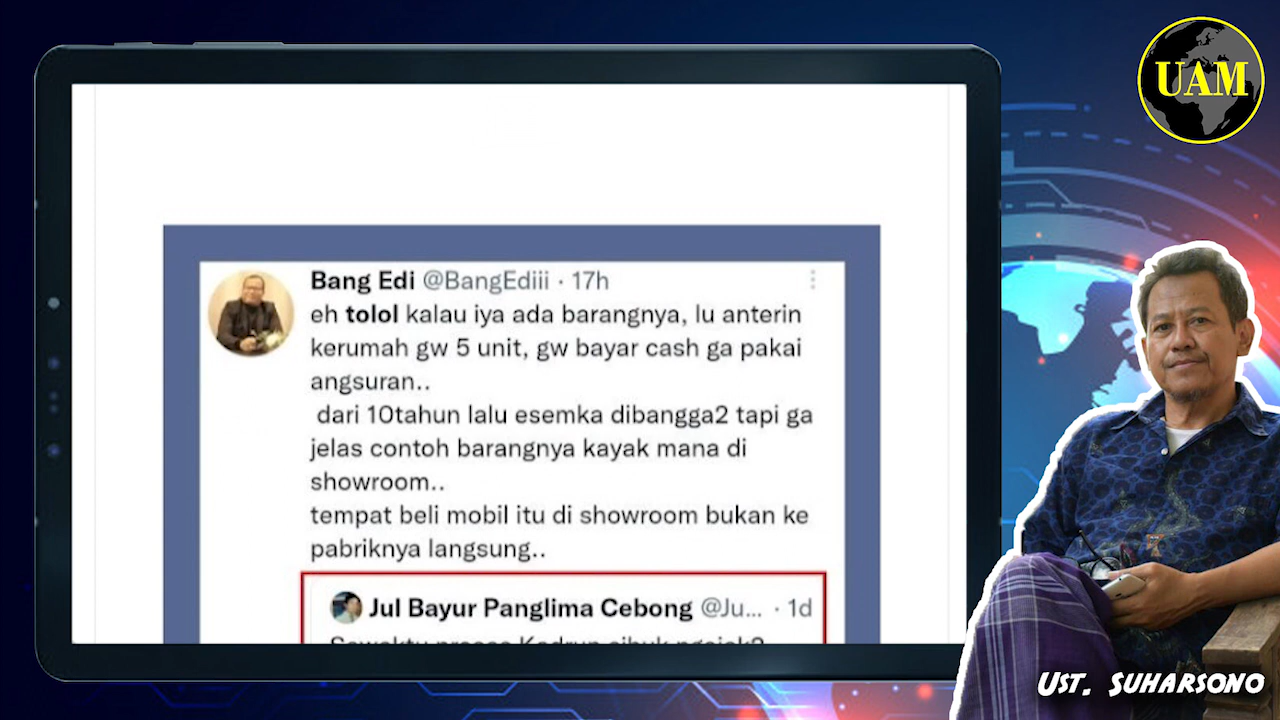 UAM
Bang Edi @BangEdiii · 17h
eh tolol kalau iya ada barangnya, lu anterin
kerumah gw 5 unit, gw bayar cash ga pakai
angsuran..
dari 10tahun lalu esemka dibangga2 tapi ga
jelas contoh barangnya kayak mana di
showroom..
tempat beli mobil itu di showroom bukan ke
pabriknya langsung..
Jul Bayur Panglima Cebong @Ju... · 1d
UST. SUHARSONO